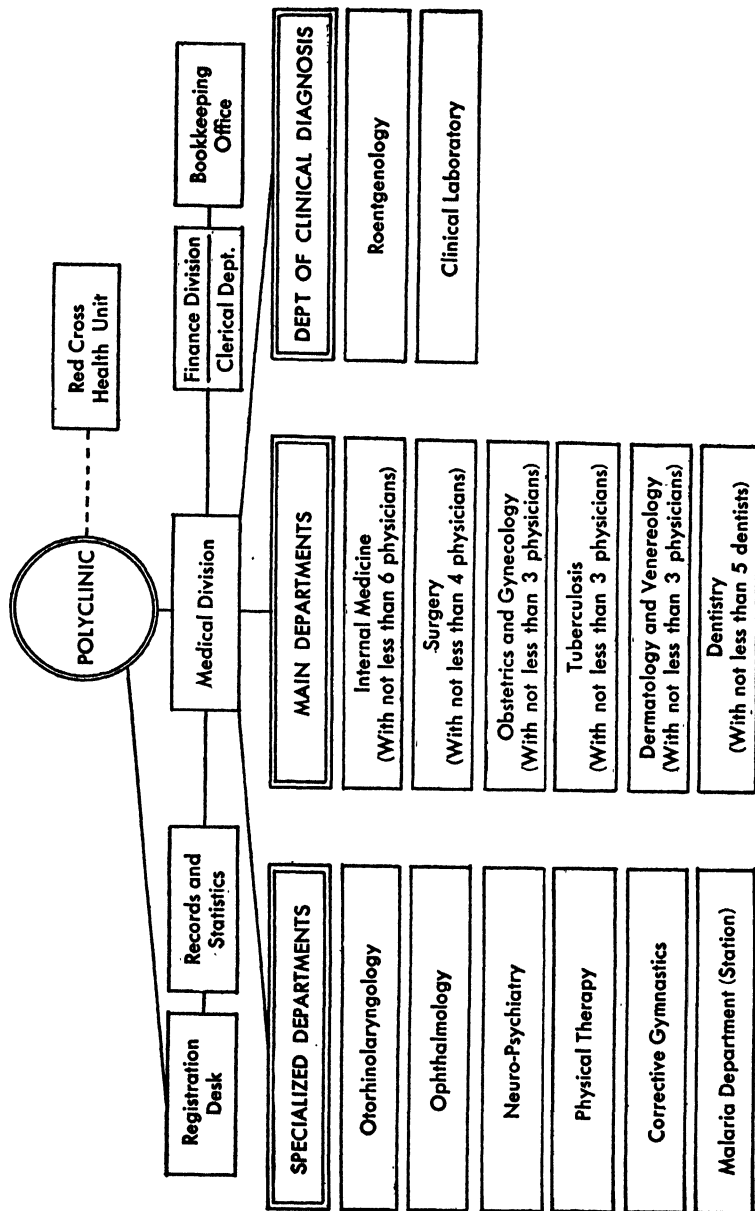 POLYCLINIC
Red Cross
Health Unit
Registration
Desk
Records and
Statistics
Medical Division
Finance Division
Clerical Dept.
Bookkeeping
Office
SPECIALIZED DEPARTMENTS
Otorhinolaryngology
Ophthalmology
Neuro-Psychiatry
Physical Therapy
Corrective Gymnastics
Malaria Department (Station)
MAIN DEPARTMENTS
Internal Medicine
(With not less than 6 physicians)
Surgery
(With not less than 4 physicians)
Obstetrics and Gynecology
(With not less than 3 physicians)
Tuberculosis
(With not less than 3 physicians)
Dermatology and Venereology
(With not less than 3 physicians)
Dentistry
(With not less than 5 dentists)
DEPT OF CLINICAL DIAGNOSIS
Roentgenology
Clinical Laboratory